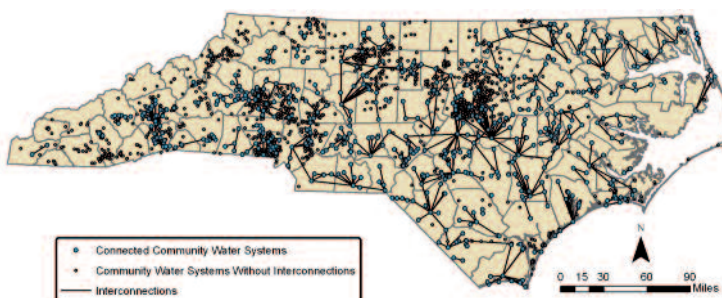 Connected Community Water Systems
Community Water Systems Without Interconnections
Interconnections
N
0 15 30 60 90
Miles